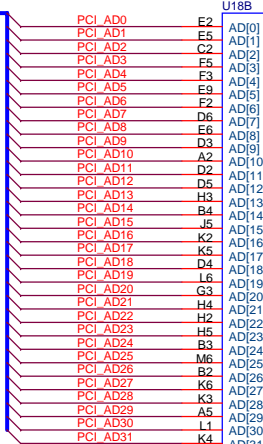 U18B
PCI_AD0 E2 AD[0]
PCI_AD1 E5 AD[1]
PCI_AD2 C2 AD[2]
PCI_AD3 F5 AD[3]
PCI_AD4 F3 AD[4]
PCI_AD5 E9 AD[5]
PCI_AD6 F2 AD[6]
PCI_AD7 D6 AD[7]
PCI_AD8 E6 AD[8]
PCI_AD9 D3 AD[9]
PCI_AD10 A2 AD[10
PCI_AD11 D2 AD[11
PCI_AD12 D5 AD[12
PCI_AD13 H3 AD[13
PCI_AD14 B4 AD[14
PCI_AD15 J5 AD[15
PCI_AD16 K2 AD[16
PCI_AD17 K5 AD[17
PCI_AD18 D4 AD[18
PCI_AD19 L6 AD[19
PCI_AD20 G3 AD[20
PCI_AD21 H4 AD[21
PCI_AD22 H2 AD[22
PCI_AD23 H5 AD[23
PCI_AD24 B3 AD[24
PCI_AD25 M6 AD[25
PCI_AD26 B2 AD[26
PCI_AD27 K6 AD[27
PCI_AD28 K3 AD[28
PCI_AD29 A5 AD[29
PCI_AD30 L1 AD[30
PCI_AD31 K4